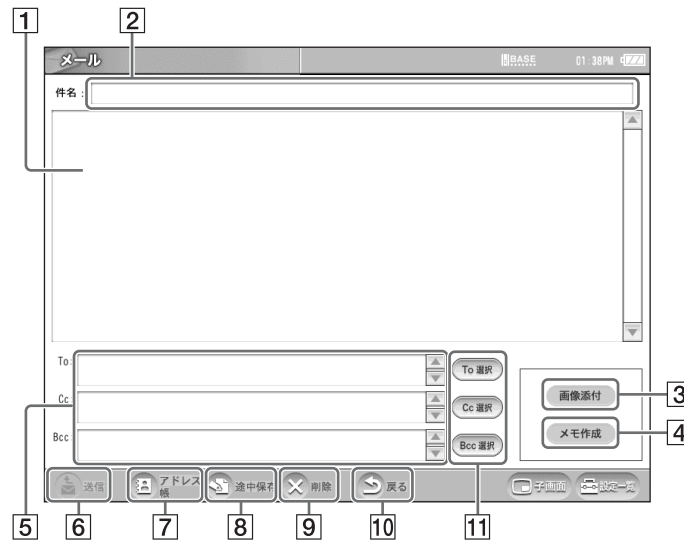 1 2
メール BASE 01:38PM
件名 :
To:
To 選択
Cc:
Cc 選択
Bcc:
Bcc 選択
画像添付 3
メモ作成 4
送信 アドレス帳 途中保存 削除 戻る 子画面 設定一覧
5 6 7 8 9 10 11